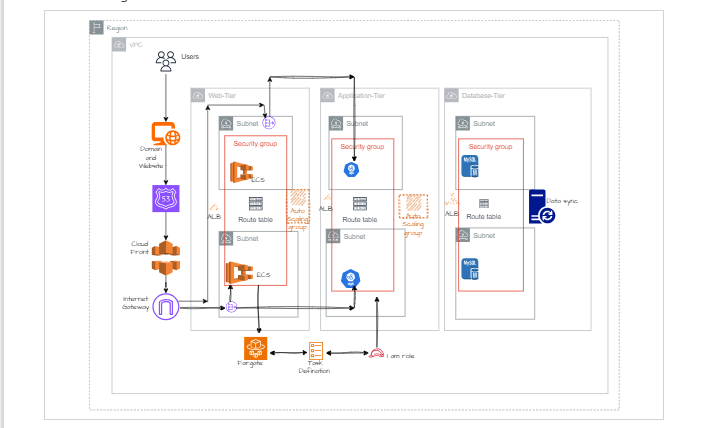 Region
VPC
Users
Web-Tier
Application-Tier
Database-Tier
Subnet
Subnet
Subnet
Security group
Security group
Security group
Domain
and
Website
MySQL
ECS
53
ALB
Auto
Scaling
group
ALB
Auto
Scaling
group
ALB
Data sync
Route table
Route table
Route table
Subnet
Subnet
Subnet
Cloud
Front
ECS
MySQL
Internet
Gateway
Fargate
Task
Definition
I am role